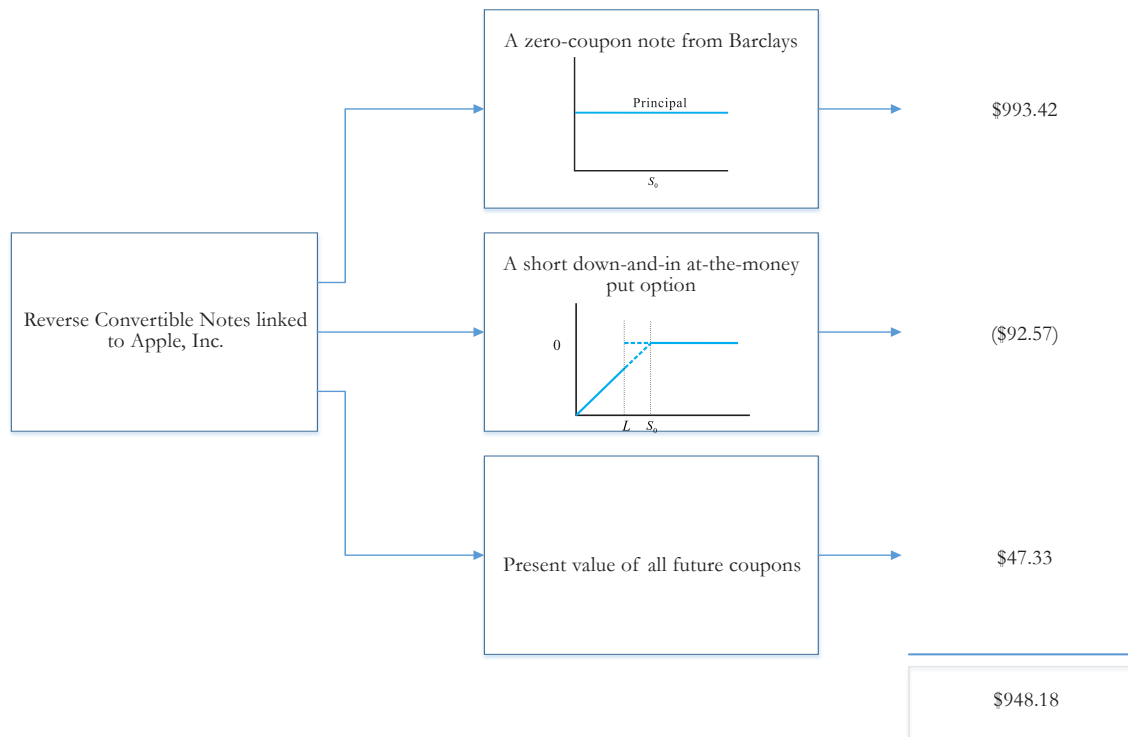 A zero-coupon note from Barclays
Principal
$993.42
S₀
Reverse Convertible Notes linked
to Apple, Inc.
A short down-and-in at-the-money
put option
0
($92.57)
L S₀
Present value of all future coupons
$47.33
$948.18